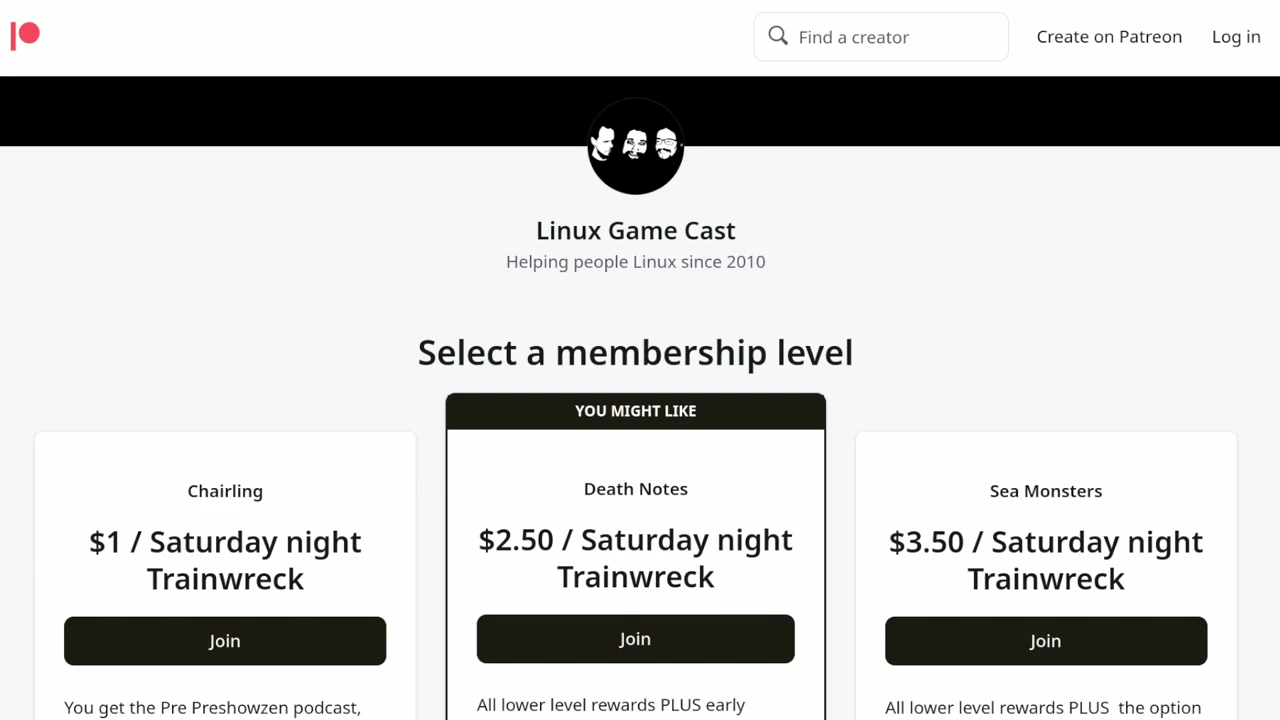 Find a creator
Create on Patreon
Log in
Linux Game Cast
Helping people Linux since 2010
Select a membership level
YOU MIGHT LIKE
Chairling
$1 / Saturday night
Trainwreck
Join
You get the Pre Preshowzen podcast,
Death Notes
$2.50 / Saturday night
Trainwreck
Join
All lower level rewards PLUS early
Sea Monsters
$3.50 / Saturday night
Trainwreck
Join
All lower level rewards PLUS  the option